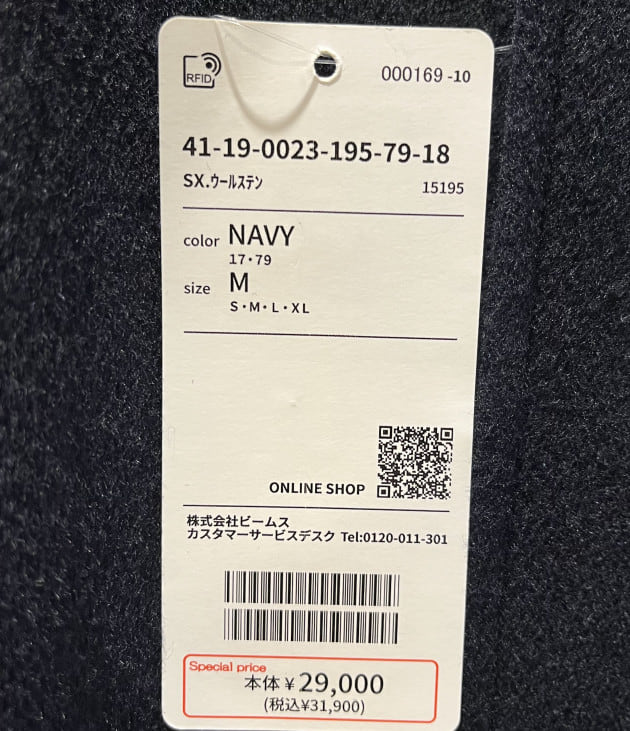 RFID
000169 -10
41-19-0023-195-79-18
SX.ｳｰﾙｽﾃﾝ
15195
color NAVY
17・79
size M
S・M・L・XL
ONLINE SHOP
株式会社ビームス
カスタマーサービスデスク Tel:0120-011-301
Special price
本体¥29,000
(税込¥31,900)